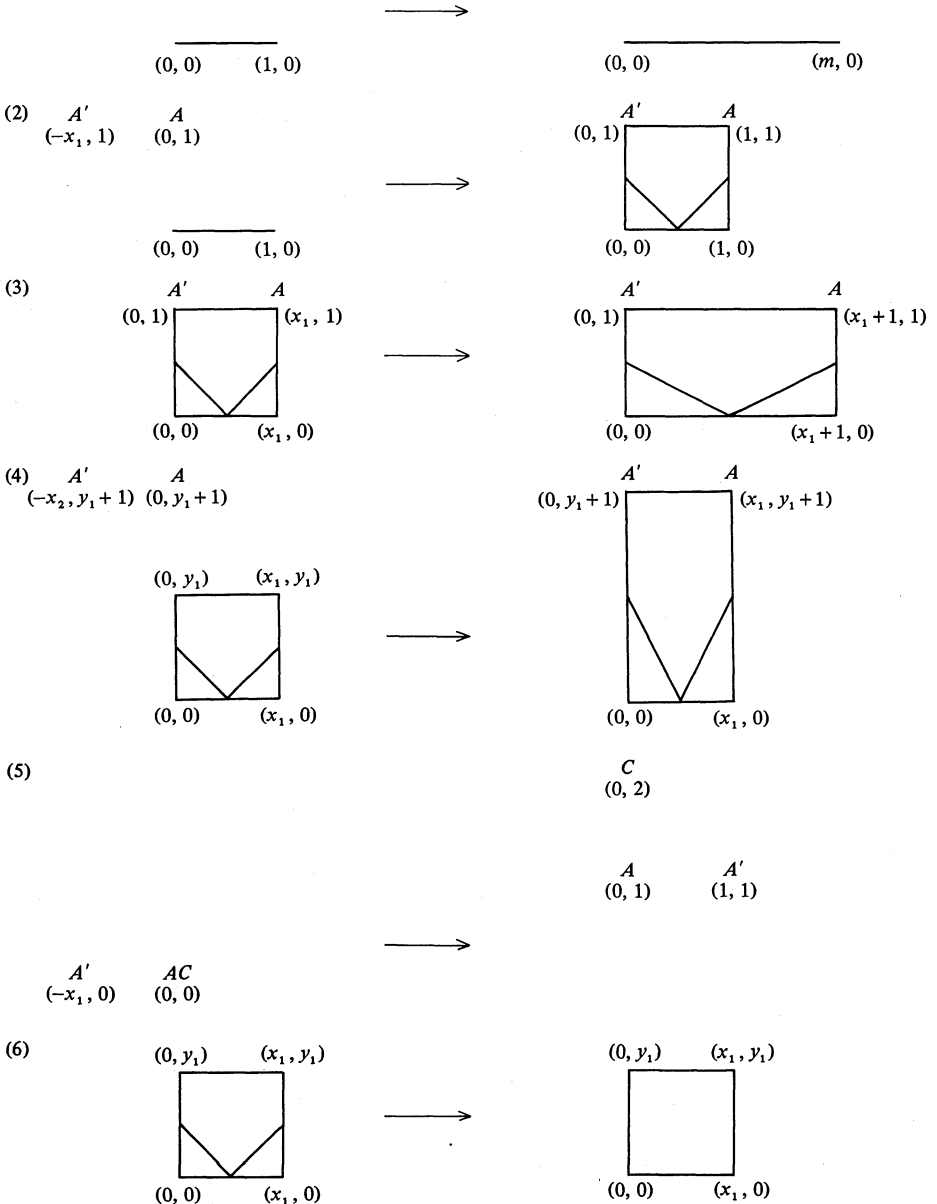 (0, 0) (1, 0) (0, 0) (m, 0)
(2) A′ A A′ A
(−x₁, 1) (0, 1) (0, 1) (1, 1)
(0, 0) (1, 0) (0, 0) (1, 0)
(3) A′ A A′ A
(0, 1) (x₁, 1) (0, 1) (x₁+1, 1)
(0, 0) (x₁, 0) (0, 0) (x₁+1, 0)
(4) A′ A A′ A
(−x₂, y₁+1) (0, y₁+1) (0, y₁+1) (x₁, y₁+1)
(0, y₁) (x₁, y₁)
(0, 0) (x₁, 0) (0, 0) (x₁, 0)
(5) C
(0, 2)
A A′
(0, 1) (1, 1)
A′ AC
(−x₁, 0) (0, 0)
(6) (0, y₁) (x₁, y₁) (0, y₁) (x₁, y₁)
(0, 0) (x₁, 0) (0, 0) (x₁, 0)